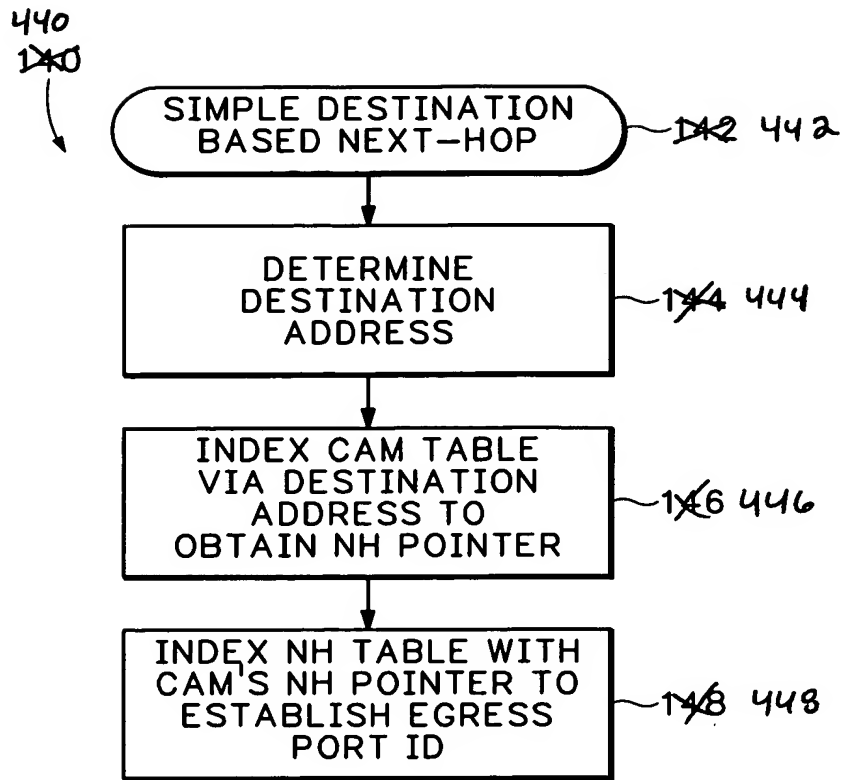 440
140
SIMPLE DESTINATION
BASED NEXT-HOP
142 442
DETERMINE
DESTINATION
ADDRESS
144 444
INDEX CAM TABLE
VIA DESTINATION
ADDRESS TO
OBTAIN NH POINTER
146 446
INDEX NH TABLE WITH
CAM'S NH POINTER TO
ESTABLISH EGRESS
PORT ID
148 448